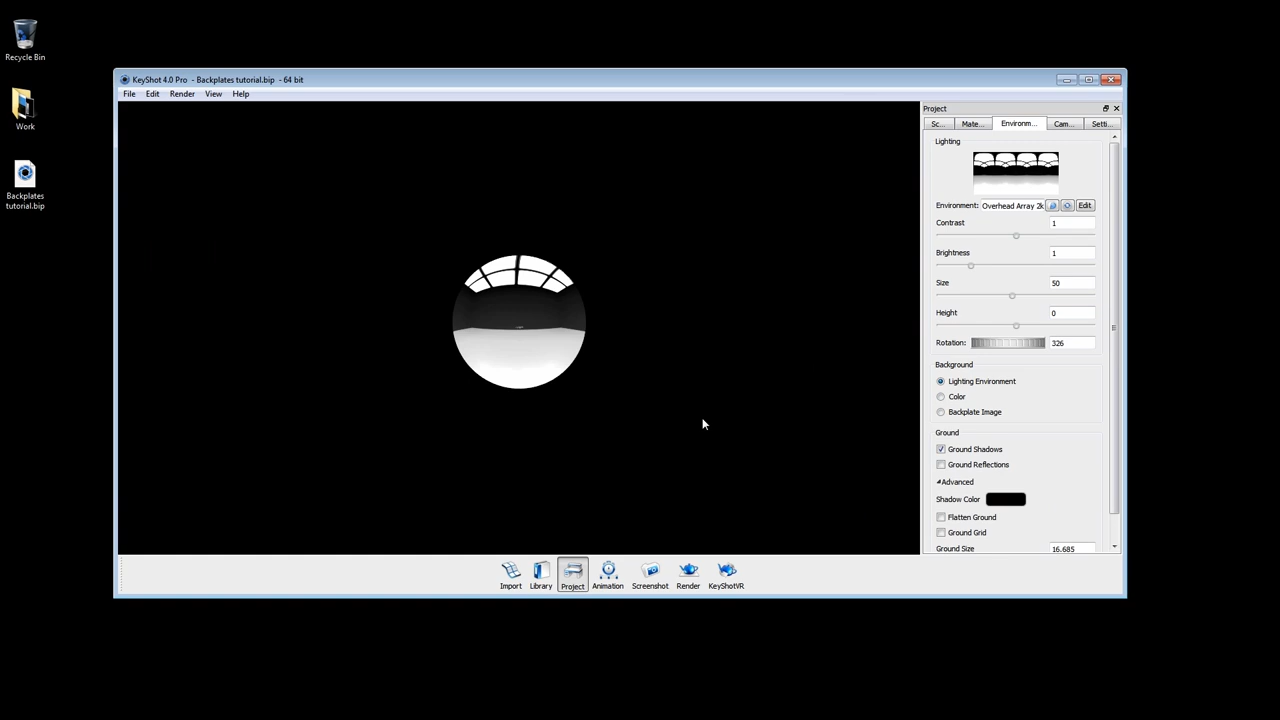 Recycle Bin
Work
Backplates
tutorial.bip
KeyShot 4.0 Pro - Backplates tutorial.bip - 64 bit
File Edit Render View Help
Project
Sc... Mate... Environm... Cam... Setti...
Lighting
Environment: Overhead Array 2k Edit
Contrast 1
Brightness 1
Size 50
Height 0
Rotation: 326
Background
Lighting Environment
Color
Backplate Image
Ground
Ground Shadows
Ground Reflections
Advanced
Shadow Color
Flatten Ground
Ground Grid
Ground Size 16.685
Import Library Project Animation Screenshot Render KeyShotVR